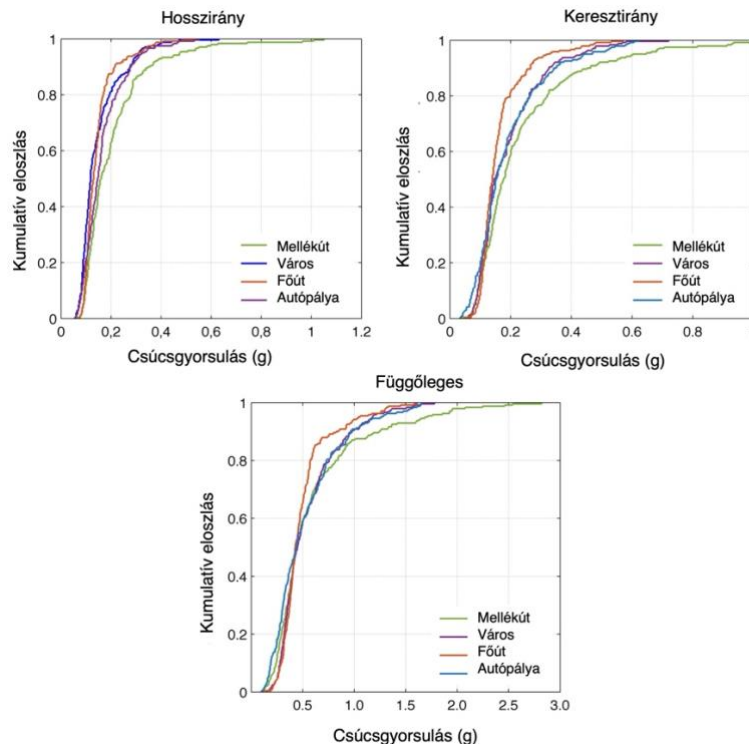 Hosszirány
Kumulatív eloszlás
1
0.8
0.6
0.4
0.2
0
0
0,2
0.4
0.6
0.8
1
1.2
Mellékút
Város
Főút
Autópálya
Csúcsgyorsulás (g)
Keresztirány
Kumulatív eloszlás
1
0.8
0.6
0.4
0.2
0
0
0.2
0.4
0.6
0.8
1
Mellékút
Város
Főút
Autópálya
Csúcsgyorsulás (g)
Függőleges
Kumulatív eloszlás
1
0.8
0.6
0.4
0.2
0
0.5
1.0
1.5
2.0
2.5
3.0
Mellékút
Város
Főút
Autópálya
Csúcsgyorsulás (g)